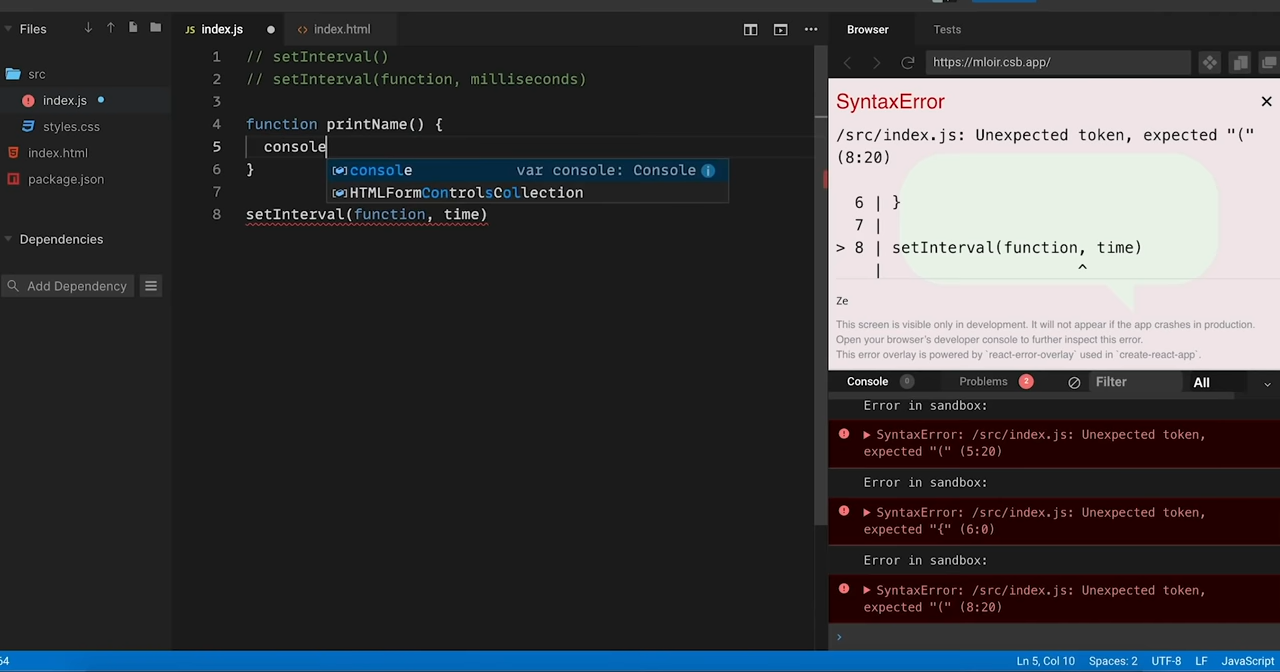 Files
JS index.js
<> index.html
Browser
Tests
https://mloir.csb.app/
src
index.js
styles.css
index.html
package.json
Dependencies
Add Dependency
1 // setInterval()
2 // setInterval(function, milliseconds)
3
4 function printName() {
5 console
6 }
7
8 setInterval(function, time)
console var console: Console
HTMLFormControlsCollection
SyntaxError
/src/index.js: Unexpected token, expected "("
(8:20)
6 | }
7 |
> 8 | setInterval(function, time)
| ^
Ze
This screen is visible only in development. It will not appear if the app crashes in production.
Open your browser's developer console to further inspect this error.
This error overlay is powered by `react-error-overlay` used in `create-react-app`.
Console 0 Problems 2 Filter All
Error in sandbox:
SyntaxError: /src/index.js: Unexpected token,
expected "(" (5:20)
Error in sandbox:
SyntaxError: /src/index.js: Unexpected token,
expected "{" (6:0)
Error in sandbox:
SyntaxError: /src/index.js: Unexpected token,
expected "(" (8:20)
64
Ln 5, Col 10 Spaces: 2 UTF-8 LF JavaScript